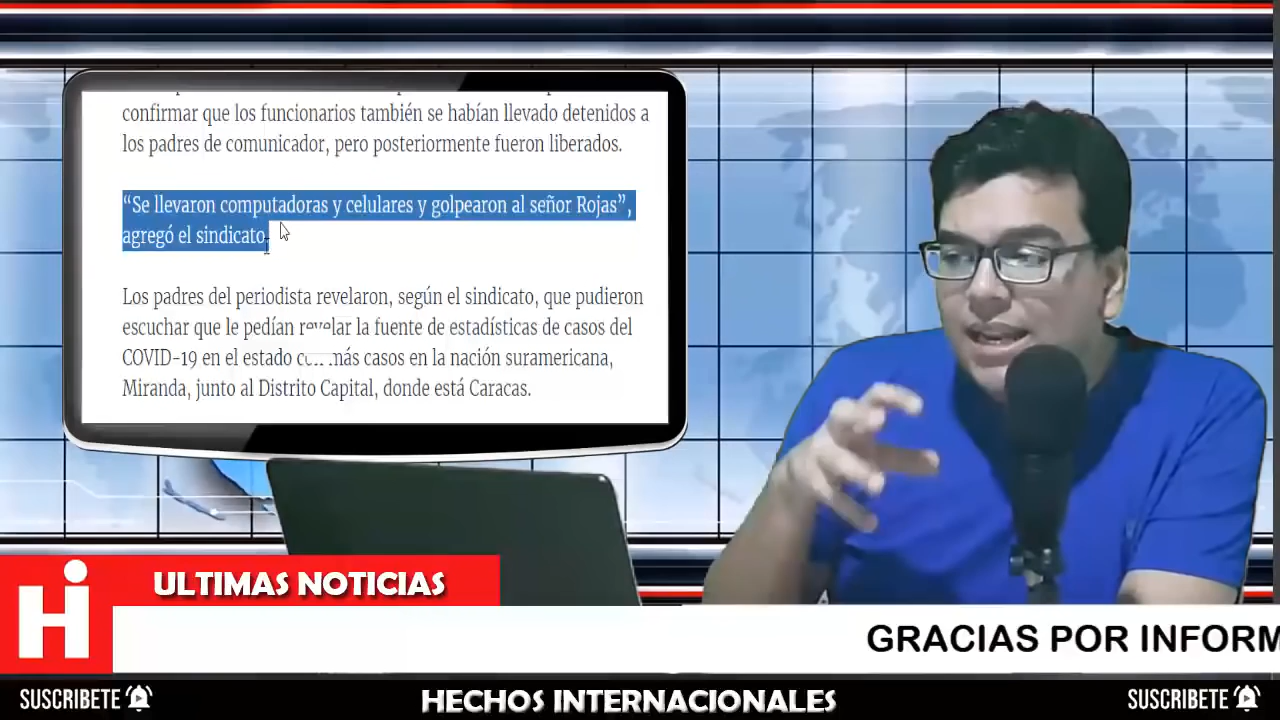 confirmar que los funcionarios también se habían llevado detenidos a
los padres de comunicador, pero posteriormente fueron liberados.
“Se llevaron computadoras y celulares y golpearon al señor Rojas”,
agregó el sindicato.
Los padres del periodista revelaron, según el sindicato, que pudieron
escuchar que le pedían revelar la fuente de estadísticas de casos del
COVID-19 en el estado más casos en la nación suramericana,
Miranda, junto al Distrito Capital, donde está Caracas.
Hi
ULTIMAS NOTICIAS
GRACIAS POR INFORM
SUSCRIBETE
HECHOS INTERNACIONALES
SUSCRIBETE